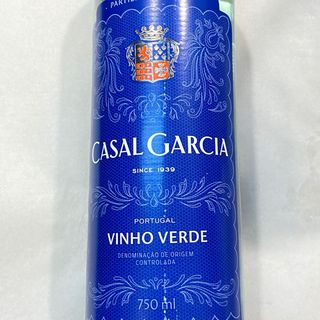 CASAL GARCIA
SINCE 1939
PORTUGAL
VINHO VERDE
DENOMINAÇÃO DE ORIGEM
CONTROLADA
750 ml